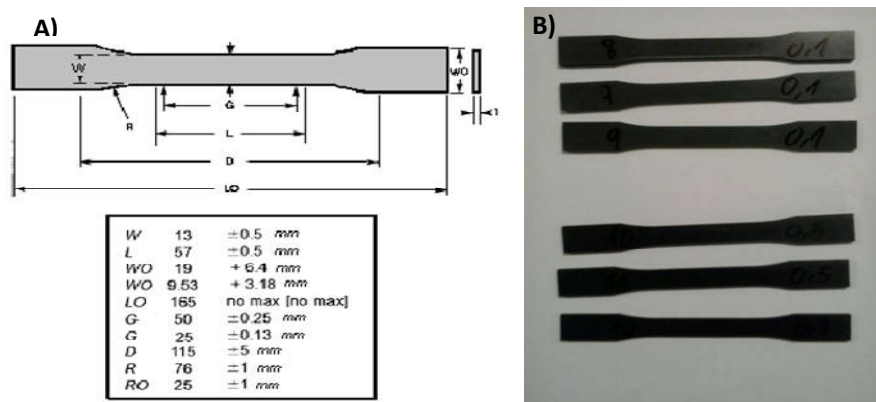 A)
W
WO
T
R
G
L
D
LO
W 13 ±0.5 mm
L 57 ±0.5 mm
WO 19 + 6.4 mm
WO 9.53 + 3.18 mm
LO 165 no max [no max]
G 50 ±0.25 mm
G 25 ±0.13 mm
D 115 ±5 mm
R 76 ±1 mm
RO 25 ±1 mm
B)
8 0,1
7 0,1
9 0,1
0,5
0,5